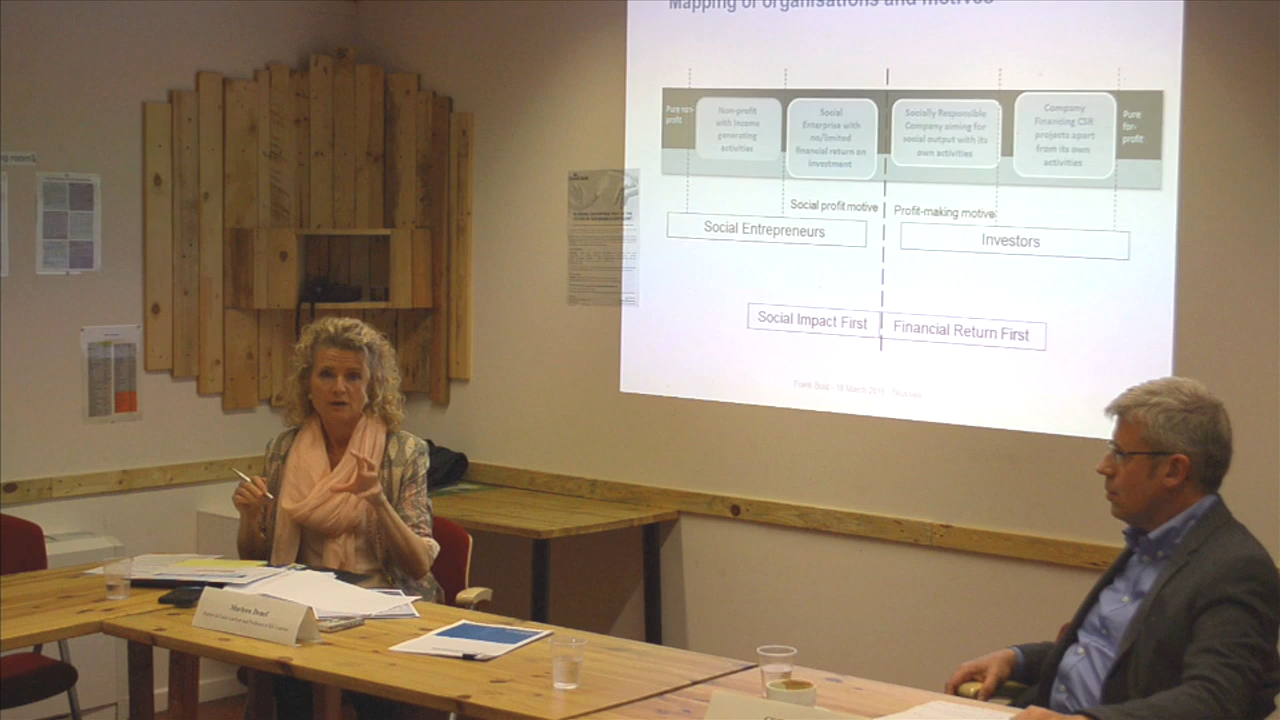 Mapping of organisations and motives
Pure non-
profit
Non-profit
with income
generating
activities
Social
Enterprise with
no/limited
financial return on
investment
Socially Responsible
Company aiming for
social output with its
own activities
Company
Financing CSR
projects apart
from its own
activities
Pure
for-
profit
Social profit motive
Profit-making motive
Social Entrepreneurs
Investors
Social Impact First
Financial Return First
Marleen Denef